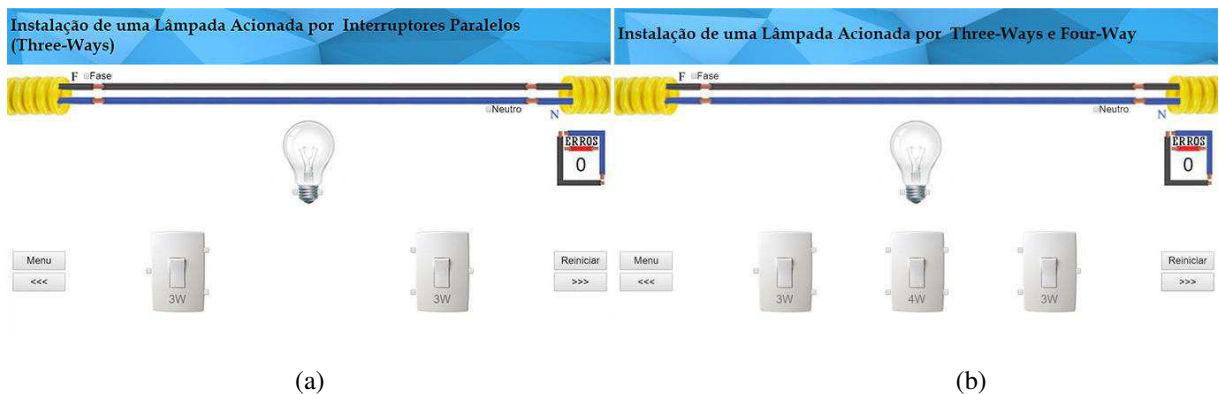 Instalação de uma Lâmpada Acionada por Interruptores Paralelos
(Three-Ways)
F Fase
Neutro
N
ERROS
0
Menu
<<<
3W
3W
Reiniciar
>>>
(a)
Instalação de uma Lâmpada Acionada por Three-Ways e Four-Way
F Fase
Neutro
N
ERROS
0
Menu
<<<
3W
4W
3W
Reiniciar
>>>
(b)